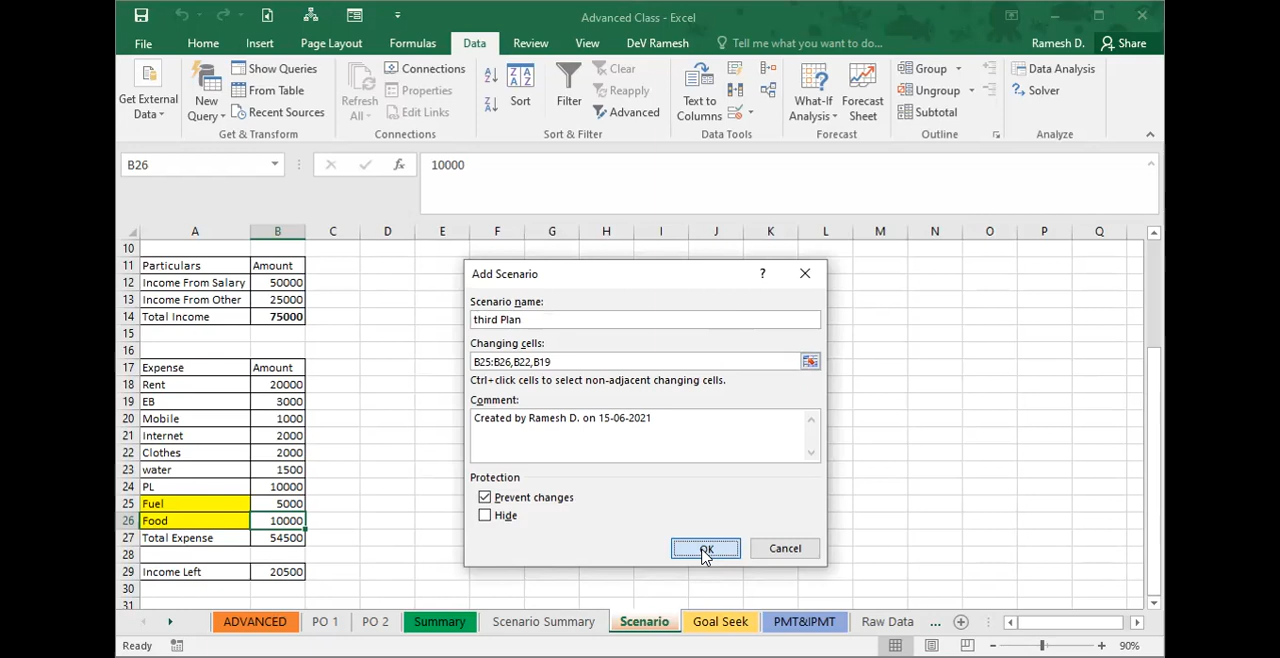 Advanced Class - Excel
File Home Insert Page Layout Formulas Data Review View DeV Ramesh Tell me what you want to do... Ramesh D. Share
Get External Data
New Query
Show Queries
From Table
Recent Sources
Get & Transform
Refresh All
Connections
Properties
Edit Links
Connections
Sort
Filter
Clear
Reapply
Advanced
Sort & Filter
Text to Columns
Data Tools
What-If Analysis
Forecast Sheet
Forecast
Group
Ungroup
Subtotal
Outline
Data Analysis
Solver
Analyze
B26 fx 10000
A B C D E F G H I J K L M N O P Q
10
11 Particulars Amount
12 Income From Salary 50000
13 Income From Other 25000
14 Total Income 75000
15
16
17 Expense Amount
18 Rent 20000
19 EB 3000
20 Mobile 1000
21 Internet 2000
22 Clothes 2000
23 water 1500
24 PL 10000
25 Fuel 5000
26 Food 10000
27 Total Expense 54500
28
29 Income Left 20500
30
31
Add Scenario ?
Scenario name:
third Plan
Changing cells:
B25:B26,B22,B19
Ctrl+click cells to select non-adjacent changing cells.
Comment:
Created by Ramesh D. on 15-06-2021
Protection
Prevent changes
Hide
OK Cancel
ADVANCED PO 1 PO 2 Summary Scenario Summary Scenario Goal Seek PMT&IPMT Raw Data ...
Ready 90%